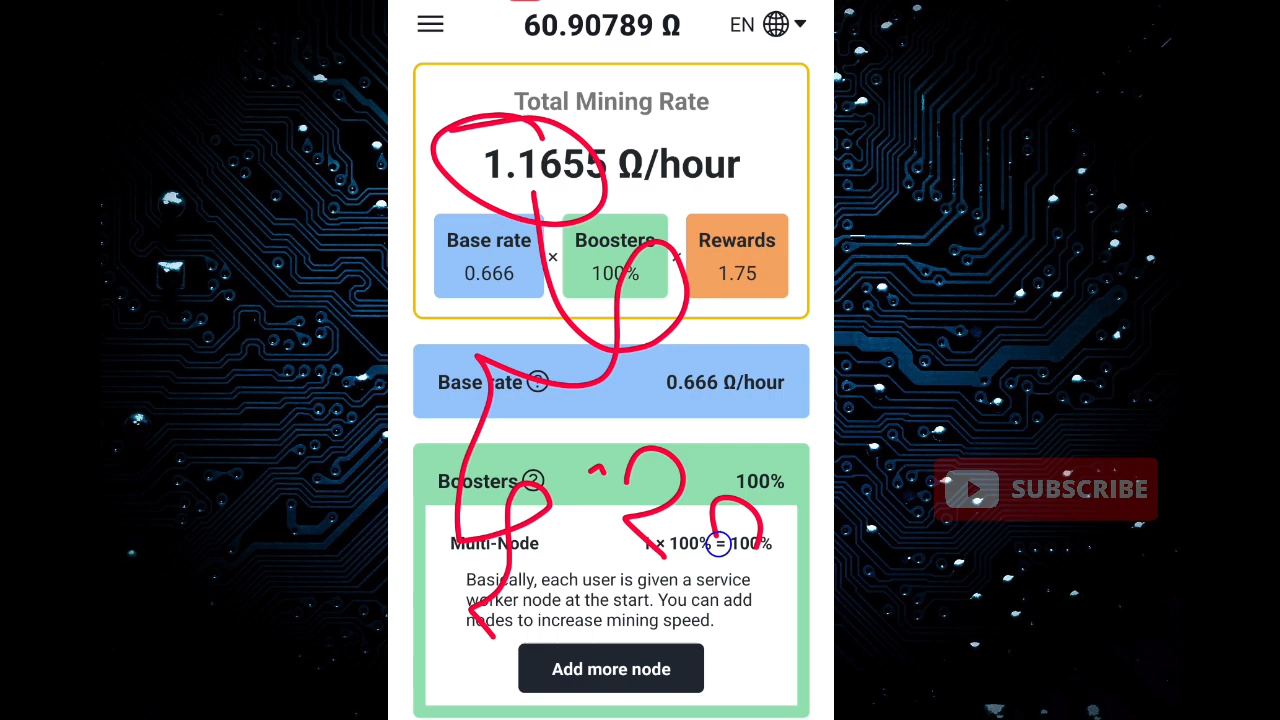 60.90789 Ω
EN
Total Mining Rate
1.1655 Ω/hour
Base rate
0.666
×
Boosters
100%
×
Rewards
1.75
Base rate ?
0.666 Ω/hour
Boosters ?
100%
Multi-Node
1 × 100% = 100%
Basically, each user is given a service
worker node at the start. You can add
nodes to increase mining speed.
Add more node
SUBSCRIBE